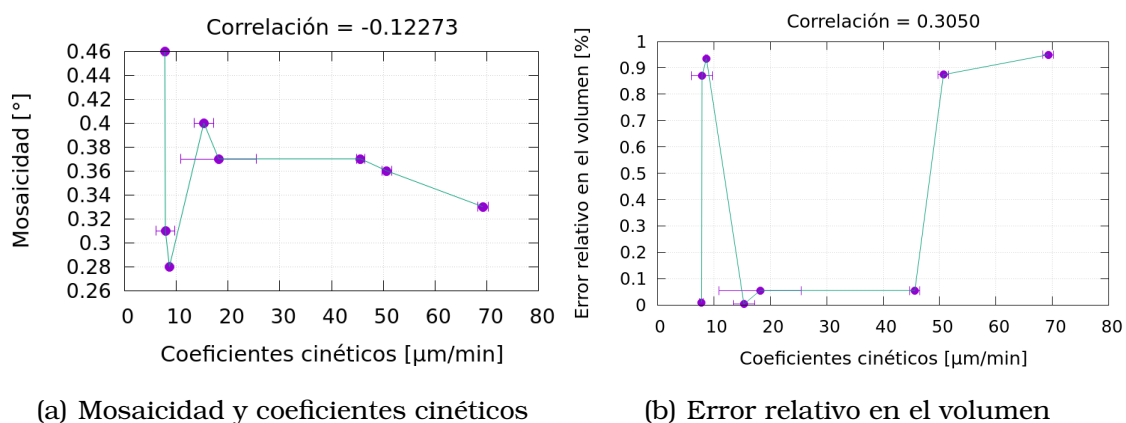 Correlación = -0.12273
Mosaicidad [°]
0.46
0.44
0.42
0.4
0.38
0.36
0.34
0.32
0.3
0.28
0.26
0 10 20 30 40 50 60 70 80
Coeficientes cinéticos [µm/min]
(a) Mosaicidad y coeficientes cinéticos
Correlación = 0.3050
Error relativo en el volumen [%]
1
0.9
0.8
0.7
0.6
0.5
0.4
0.3
0.2
0.1
0
0 10 20 30 40 50 60 70 80
Coeficientes cinéticos [µm/min]
(b) Error relativo en el volumen